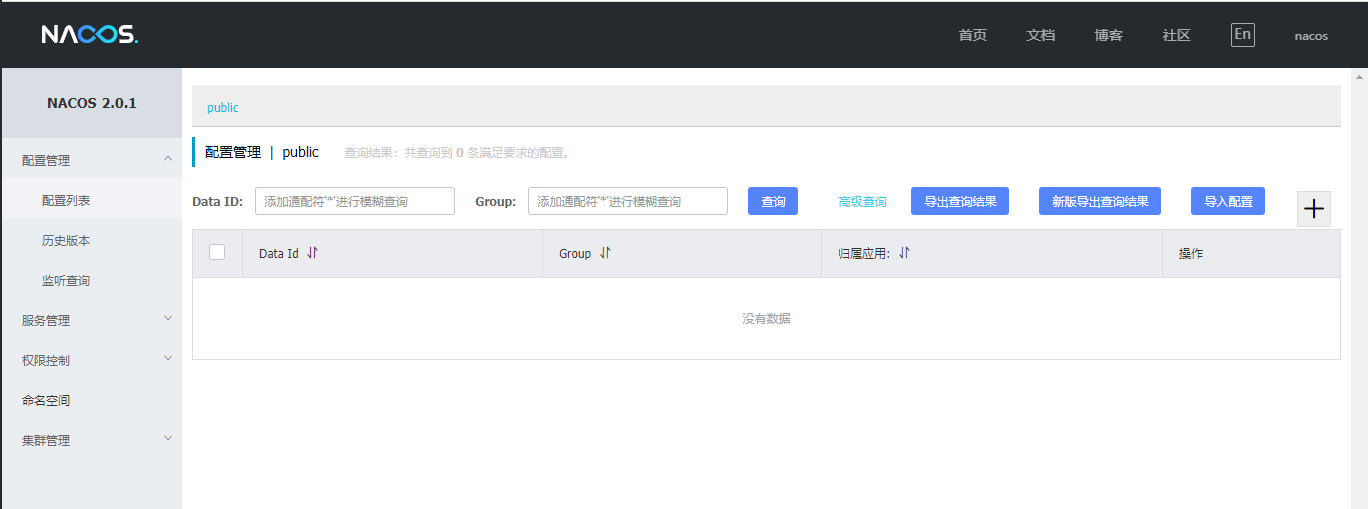 NACOS.
首页 文档 博客 社区 En nacos
NACOS 2.0.1
配置管理
配置列表
历史版本
监听查询
服务管理
权限控制
命名空间
集群管理
public
配置管理 | public 查询结果：共查询到 0 条满足要求的配置。
Data ID: 添加通配符'*'进行模糊查询 Group: 添加通配符'*'进行模糊查询 查询 高级查询 导出查询结果 新版导出查询结果 导入配置
Data Id Group 归属应用: 操作
没有数据